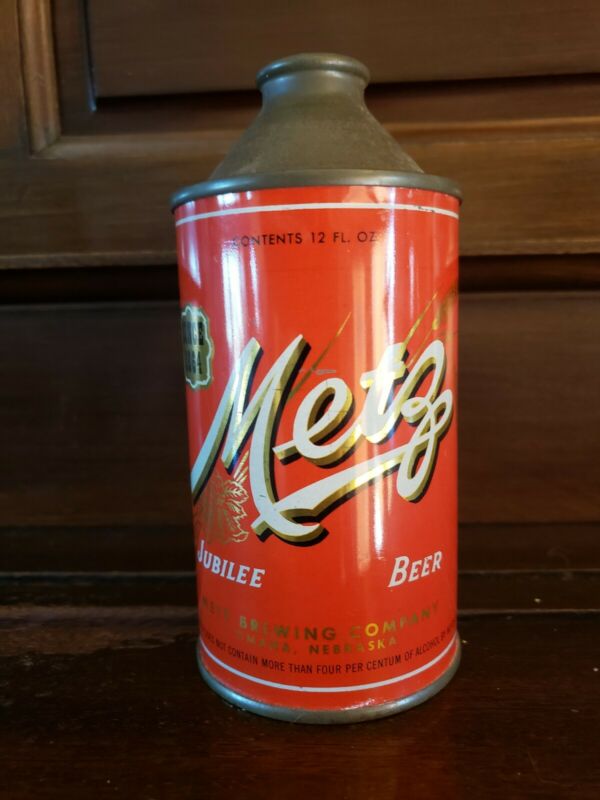 CONTENTS 12 FL. OZ.
Metz
JUBILEE BEER
METZ BREWING COMPANY
OMAHA, NEBRASKA
DOES NOT CONTAIN MORE THAN FOUR PER CENTUM OF ALCOHOL BY